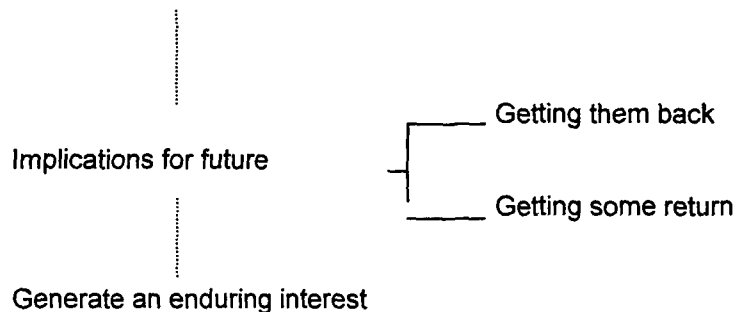 Getting them back
Implications for future
Getting some return
Generate an enduring interest